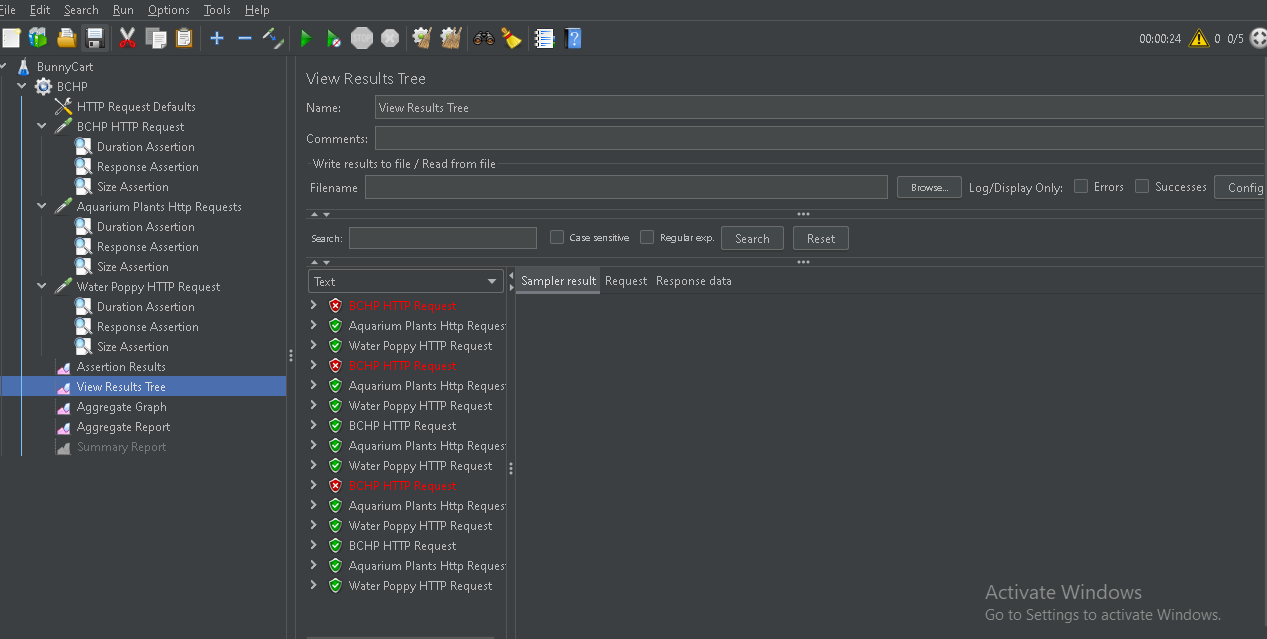 File Edit Search Run Options Tools Help
STOP
00:00:24 0 0/5
BunnyCart
BCHP
HTTP Request Defaults
BCHP HTTP Request
Duration Assertion
Response Assertion
Size Assertion
Aquarium Plants Http Requests
Duration Assertion
Response Assertion
Size Assertion
Water Poppy HTTP Request
Duration Assertion
Response Assertion
Size Assertion
Assertion Results
View Results Tree
Aggregate Graph
Aggregate Report
Summary Report
View Results Tree
Name: View Results Tree
Comments:
Write results to file / Read from file
Filename Browse... Log/Display Only: Errors Successes Config
Search: Case sensitive Regular exp. Search Reset
Text
Sampler result Request Response data
BCHP HTTP Request
Aquarium Plants Http Reques
Water Poppy HTTP Request
BCHP HTTP Request
Aquarium Plants Http Reques
Water Poppy HTTP Request
BCHP HTTP Request
Aquarium Plants Http Reques
Water Poppy HTTP Request
BCHP HTTP Request
Aquarium Plants Http Reques
Water Poppy HTTP Request
BCHP HTTP Request
Aquarium Plants Http Reques
Water Poppy HTTP Request
Activate Windows
Go to Settings to activate Windows.